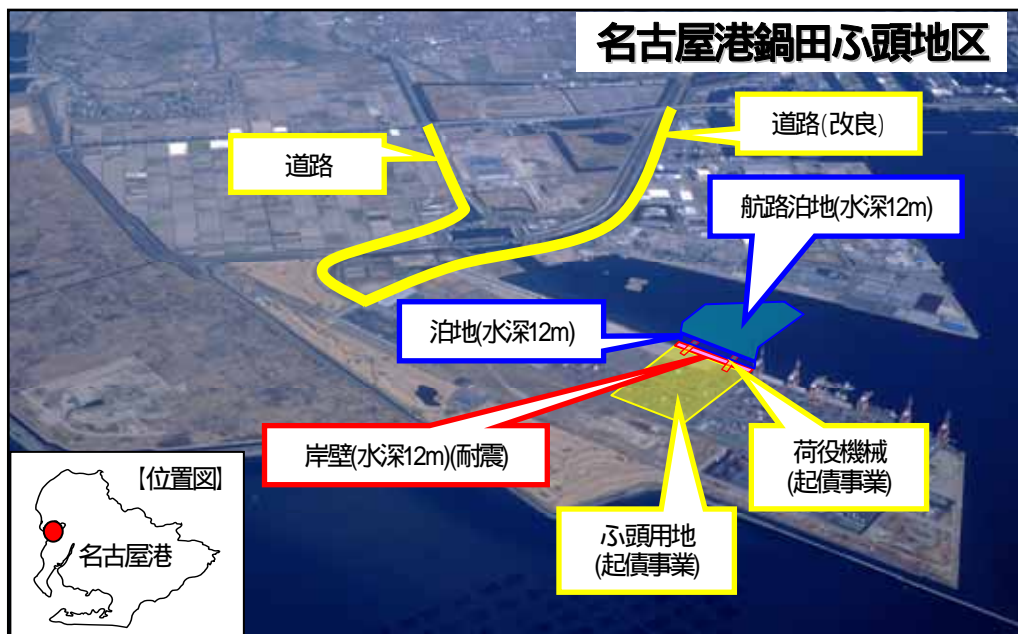 名古屋港鍋田ふ頭地区
道路(改良)
道路
航路泊地(水深12m)
泊地(水深12m)
岸壁(水深12m)(耐震)
荷役機械
(起債事業)
ふ頭用地
(起債事業)
【位置図】
名古屋港